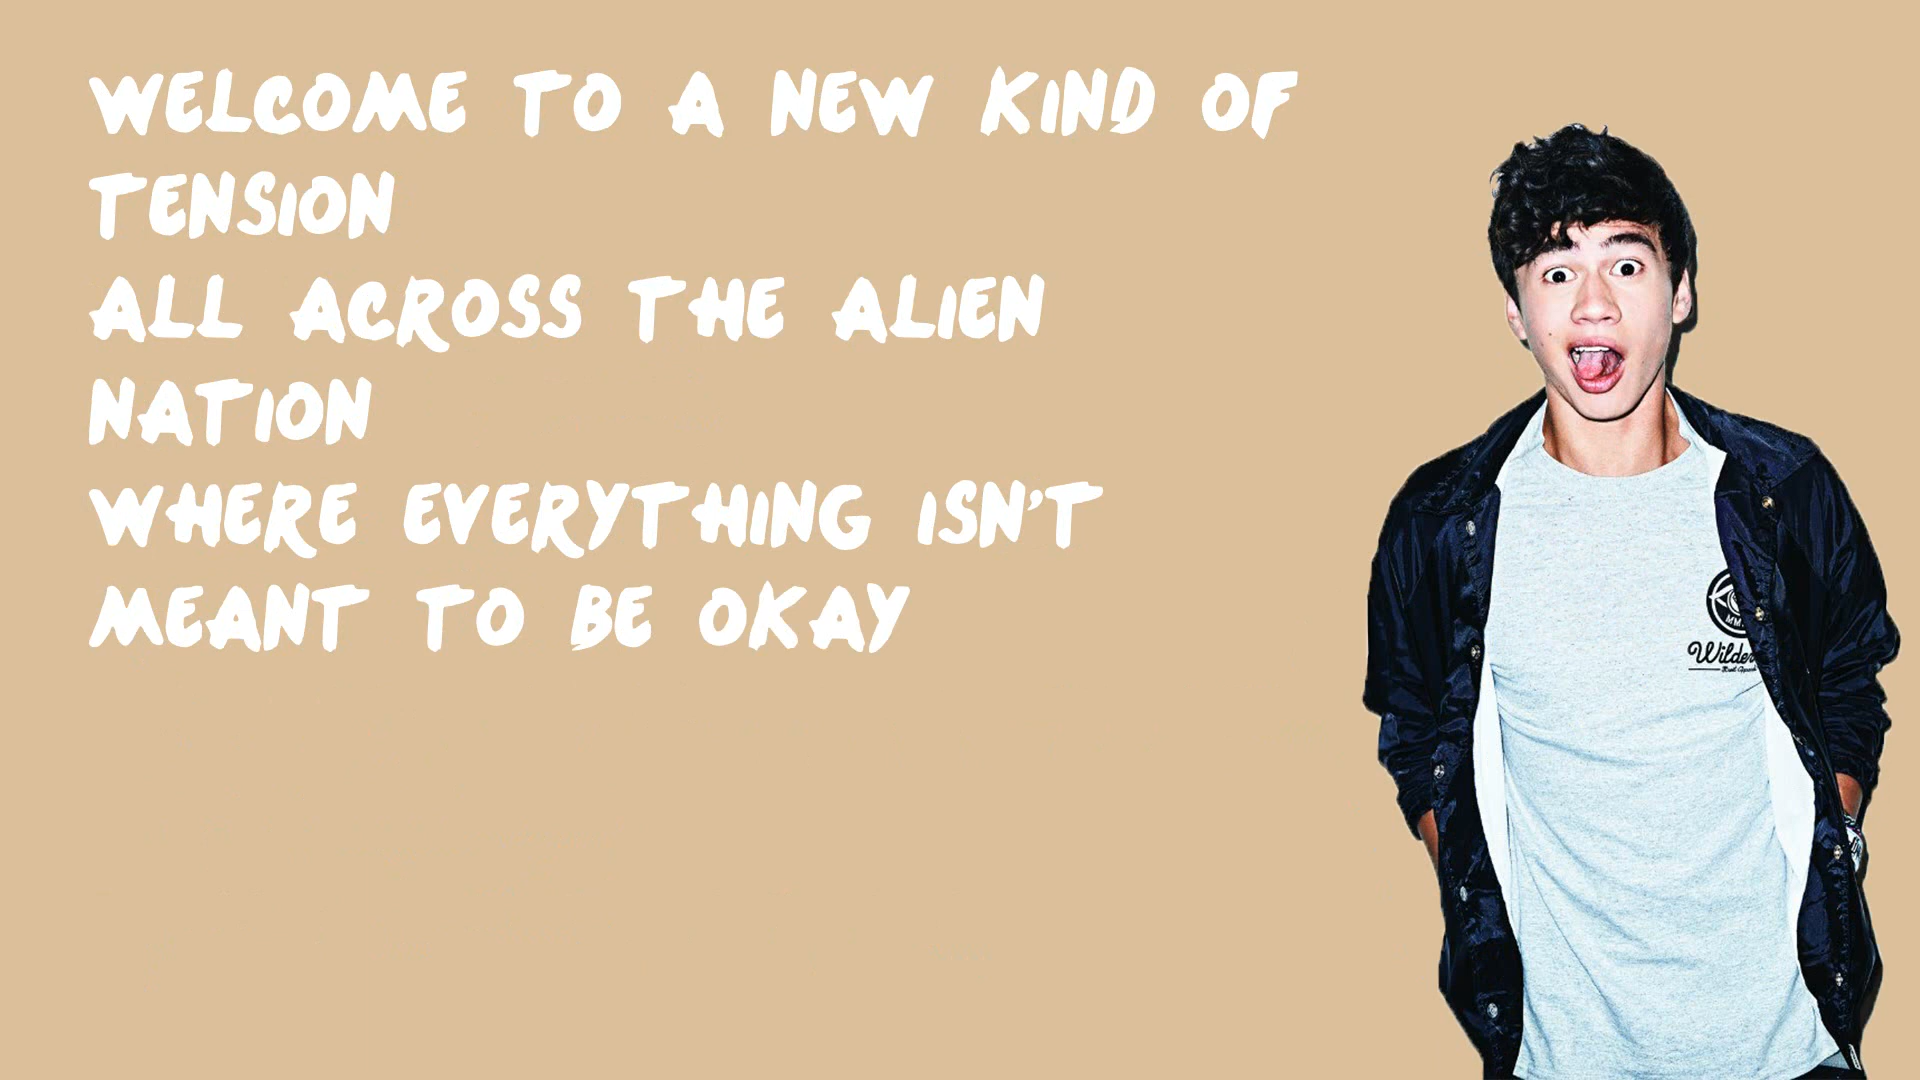 WELCOME TO A NEW KIND OF
TENSION
ALL ACROSS THE ALIEN
NATION
WHERE EVERYTHING ISN'T
MEANT TO BE OKAY